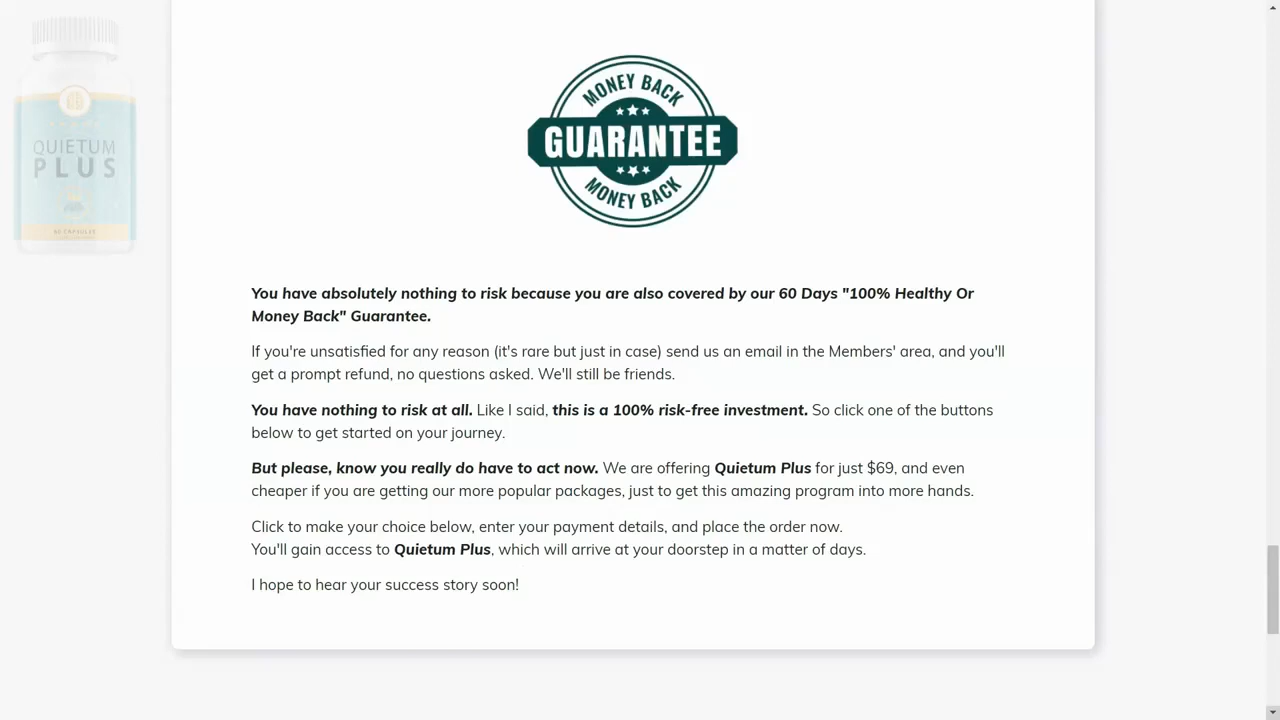 MONEY BACK
GUARANTEE
MONEY BACK
QUIETUM
PLUS
60 CAPSULES
You have absolutely nothing to risk because you are also covered by our 60 Days "100% Healthy Or
Money Back" Guarantee.
If you're unsatisfied for any reason (it's rare but just in case) send us an email in the Members' area, and you'll
get a prompt refund, no questions asked. We'll still be friends.
You have nothing to risk at all. Like I said, this is a 100% risk-free investment. So click one of the buttons
below to get started on your journey.
But please, know you really do have to act now. We are offering Quietum Plus for just $69, and even
cheaper if you are getting our more popular packages, just to get this amazing program into more hands.
Click to make your choice below, enter your payment details, and place the order now.
You'll gain access to Quietum Plus, which will arrive at your doorstep in a matter of days.
I hope to hear your success story soon!